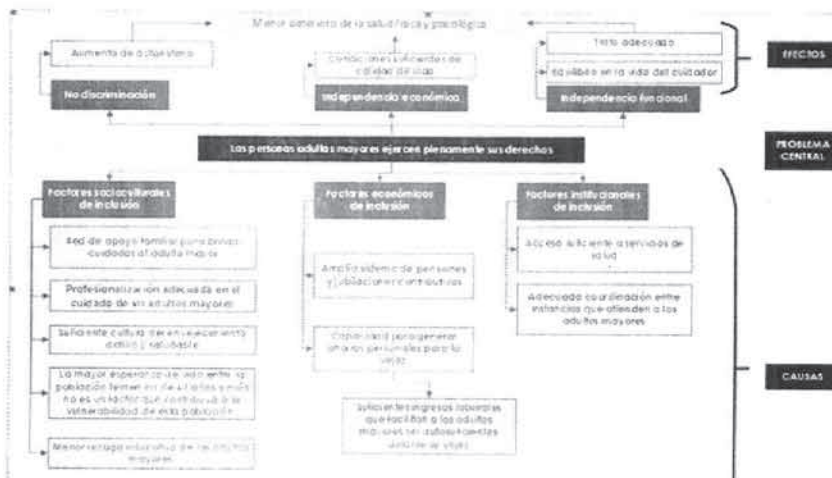 Menor deterioro de la salud física y psicológica
Aumento de autoestima
Condiciones suficientes de
calidad de vida
Trato adecuado
Equilibrio en la vida del cuidador
EFECTOS
No discriminación
Independencia económica
Independencia funcional
Las personas adultas mayores ejercen plenamente sus derechos
PROBLEMA
CENTRAL
Factores socioculturales
de inclusión
Factores económicos
de inclusión
Factores institucionales
de inclusión
Red de apoyo familiar para brindar
cuidados al adulto mayor
Profesionalización adecuada en el
cuidado de los adultos mayores
Suficiente cultura del envejecimiento
activo y saludable
La mayor esperanza de vida entre la
población femenina de
no es un factor que contribuya a la
vulnerabilidad de esta población
Menor rezago educativo de los adultos
mayores
Amplio sistema de pensiones
y jubilaciones contributivas
Capacidad para generar
ahorros personales para la
vejez
Suficientes ingresos laborales
que facilitan a los adultos
mayores ser autosuficientes
durante su vejez
Acceso suficiente a servicios de
salud
Adecuada coordinación entre
instancias que atienden a los
adultos mayores
CAUSAS